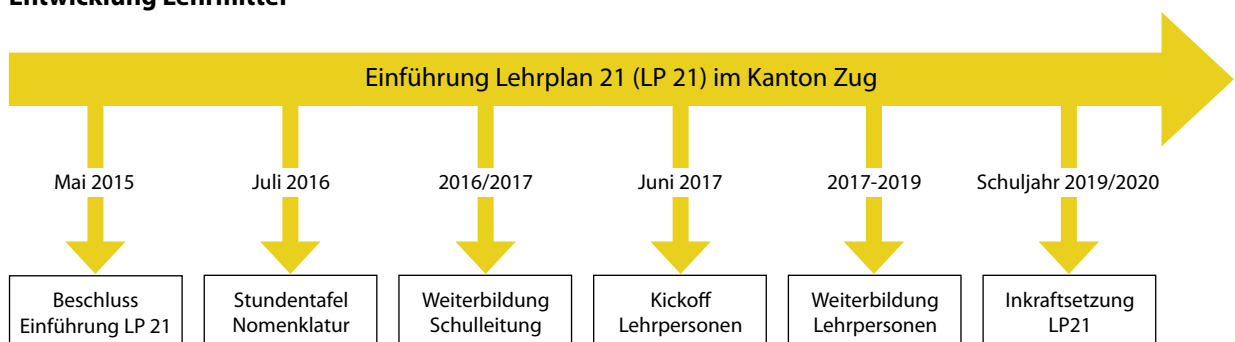 Entwicklung Lehrmittel
Einführung Lehrplan 21 (LP 21) im Kanton Zug
Mai 2015
Juli 2016
2016/2017
Juni 2017
2017-2019
Schuljahr 2019/2020
Beschluss
Einführung LP 21
Stundentafel
Nomenklatur
Weiterbildung
Schulleitung
Kickoff
Lehrpersonen
Weiterbildung
Lehrpersonen
Inkraftsetzung
LP21